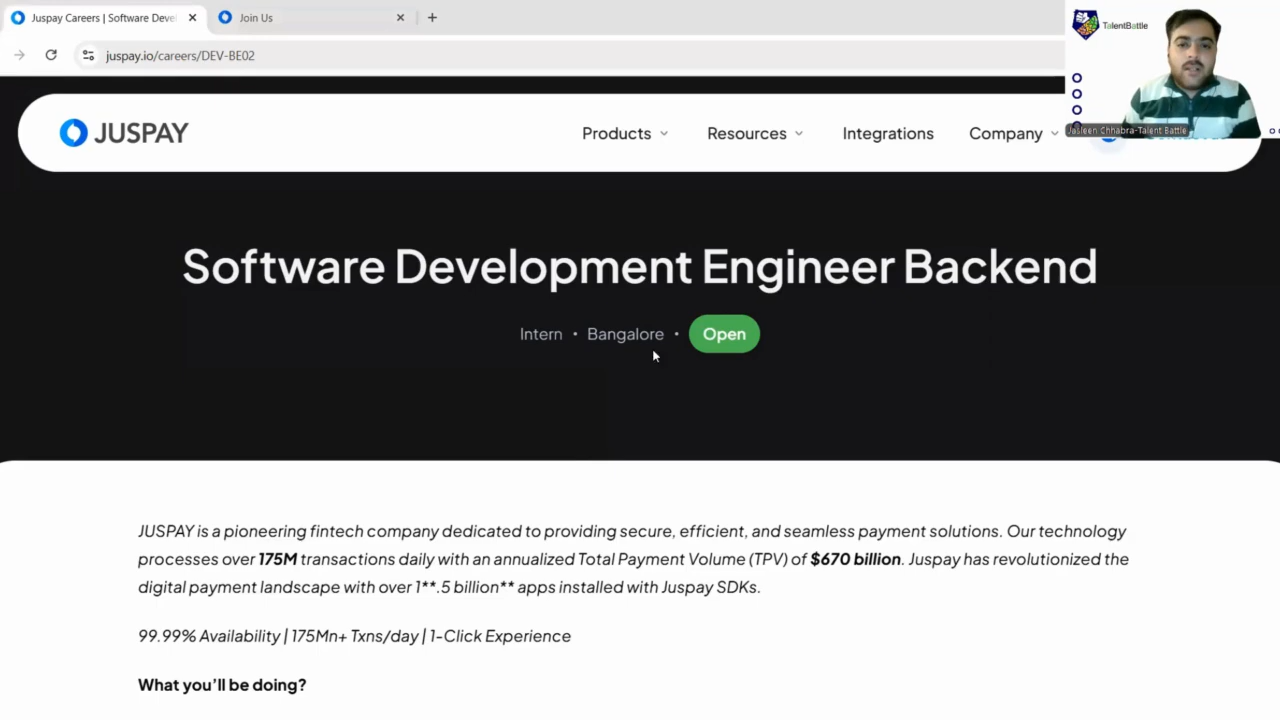 Juspay Careers | Software Devel
Join Us
juspay.io/careers/DEV-BE02
TalentBattle
Jasleen Chhabra-Talent Battle
JUSPAY
Products
Resources
Integrations
Company
Software Development Engineer Backend
Intern • Bangalore • Open
JUSPAY is a pioneering fintech company dedicated to providing secure, efficient, and seamless payment solutions. Our technology
processes over 175M transactions daily with an annualized Total Payment Volume (TPV) of $670 billion. Juspay has revolutionized the
digital payment landscape with over 1**.5 billion** apps installed with Juspay SDKs.
99.99% Availability | 175Mn+ Txns/day | 1-Click Experience
What you’ll be doing?